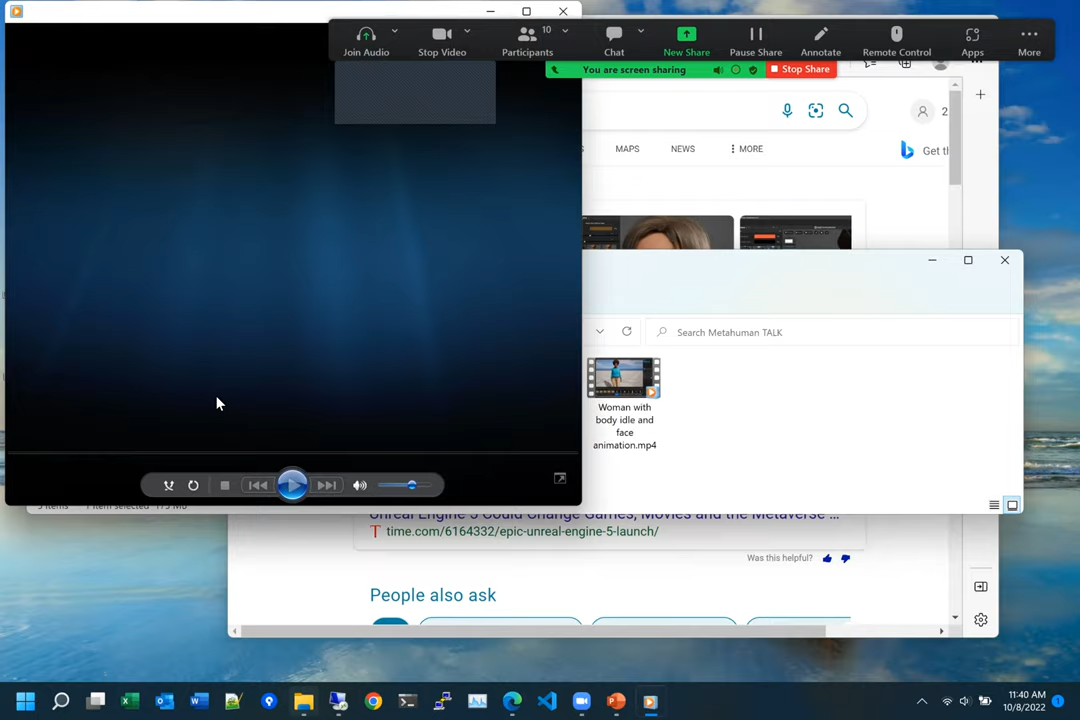 10
Join Audio
Stop Video
Participants
Chat
New Share
Pause Share
Annotate
Remote Control
Apps
More
You are screen sharing
Stop Share
2
MAPS
NEWS
MORE
Get th
Search Metahuman TALK
Woman with
body idle and
face
animation.mp4
Unreal Engine 5 Could Change Games, Movies and the Metaverse ...
T time.com/6164332/epic-unreal-engine-5-launch/
Was this helpful?
People also ask
11:40 AM
10/8/2022